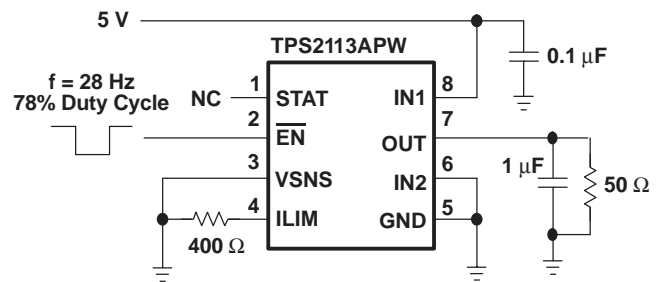 5 V
TPS2113APW
0.1 μF
f = 28 Hz
78% Duty Cycle
NC
1
STAT
IN1
8
2
EN
OUT
7
3
VSNS
IN2
6
1 μF
50 Ω
4
ILIM
GND
5
400 Ω